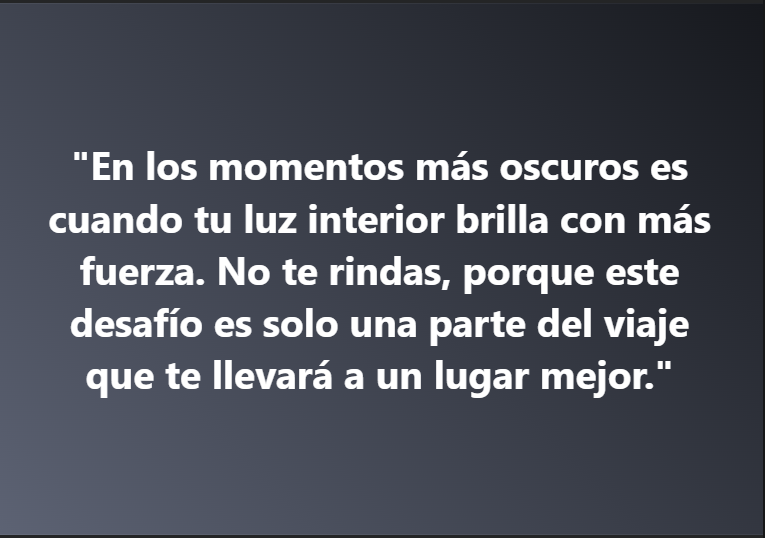 "En los momentos más oscuros es
cuando tu luz interior brilla con más
fuerza. No te rindas, porque este
desafío es solo una parte del viaje
que te llevará a un lugar mejor."